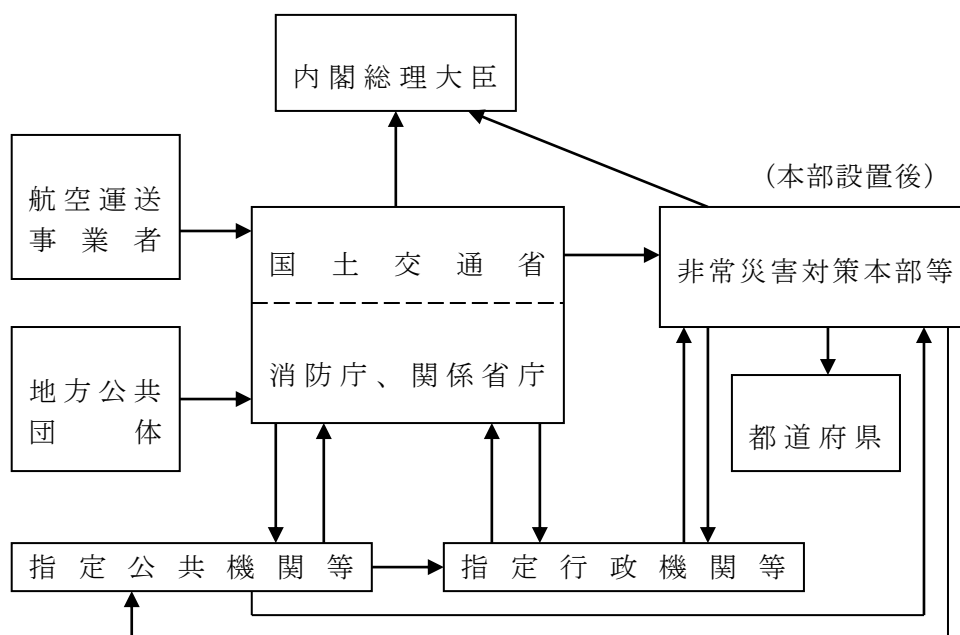 内閣総理大臣
(本部設置後)
航空運送
事業者
国土交通省
非常災害対策本部等
消防庁、関係省庁
地方公共
団体
都道府県
指定公共機関等
指定行政機関等